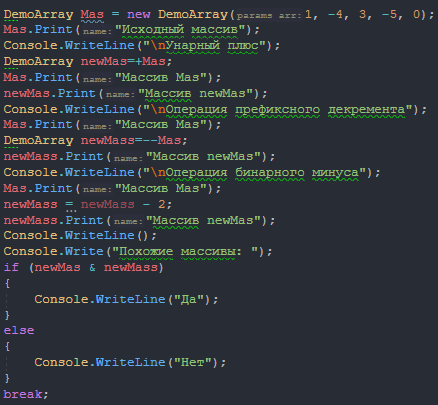 DemoArray Mas = new DemoArray(params arr: 1, -4, 3, -5, 0);
Mas.Print(name: "Исходный массив");
Console.WriteLine("\nУнарный плюс");
DemoArray newMas=+Mas;
Mas.Print(name: "Массив Mas");
newMas.Print(name: "Массив newMas");
Console.WriteLine("\nОперация префиксного декремента");
Mas.Print(name: "Массив Mas");
DemoArray newMass=--Mas;
newMass.Print(name: "Массив newMas");
Console.WriteLine("\nОперация бинарного минуса");
Mas.Print(name: "Массив Mas");
newMass = newMass - 2;
newMass.Print(name: "Массив newMas");
Console.WriteLine();
Console.Write("Похожие массивы: ");
if (newMas & newMass)
{
Console.WriteLine("Да");
}
else
{
Console.WriteLine("Нет");
}
break;